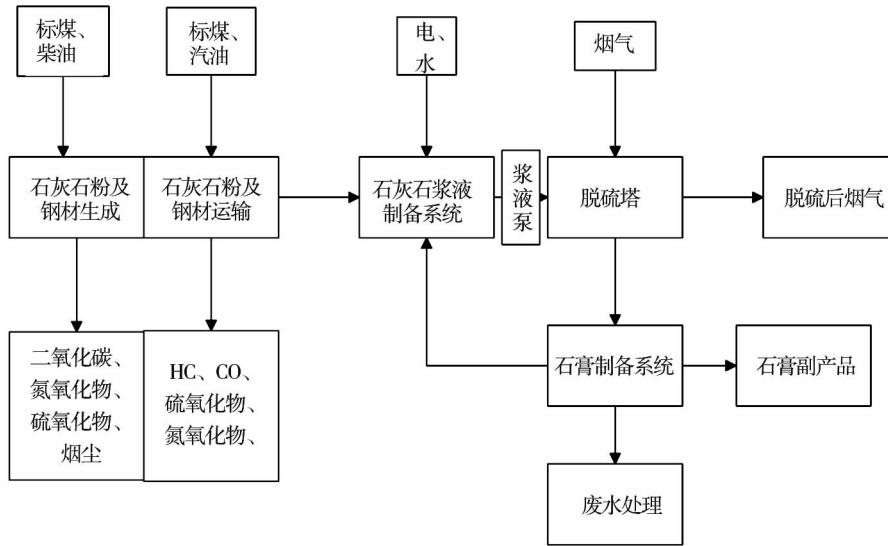 标煤、
柴油
标煤、
汽油
电、
水
烟气
石灰石粉及
钢材生成
石灰石粉及
钢材运输
石灰石浆液
制备系统
浆
液
泵
脱硫塔
脱硫后烟气
二氧化碳、
氮氧化物、
硫氧化物、
烟尘
HC、CO、
硫氧化物、
氮氧化物、
石膏制备系统
石膏副产品
废水处理